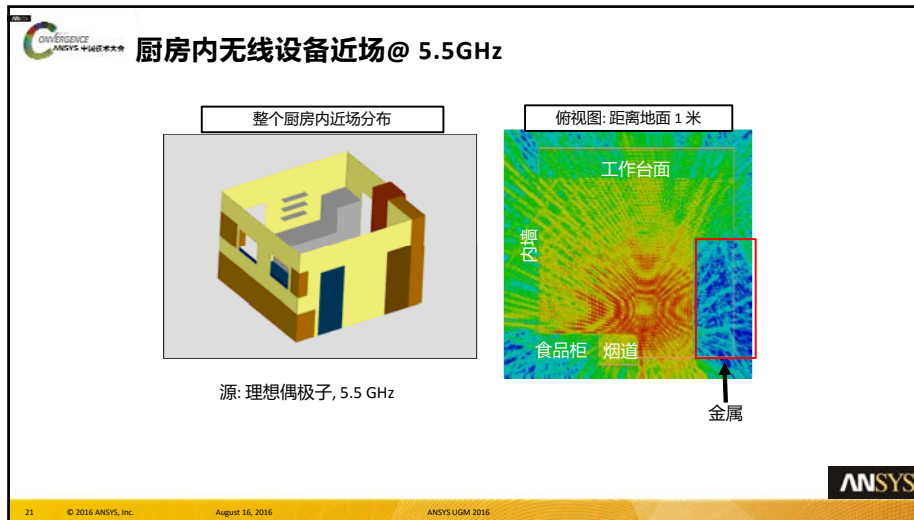 ANSYS
CONVERGENCE
ANSYS 中国技术大会
厨房内无线设备近场@ 5.5GHz
整个厨房内近场分布
俯视图: 距离地面 1 米
工作台面
内墙
食品柜 烟道
源: 理想偶极子, 5.5 GHz
金属
ANSYS
21 © 2016 ANSYS, Inc. August 16, 2016 ANSYS UGM 2016